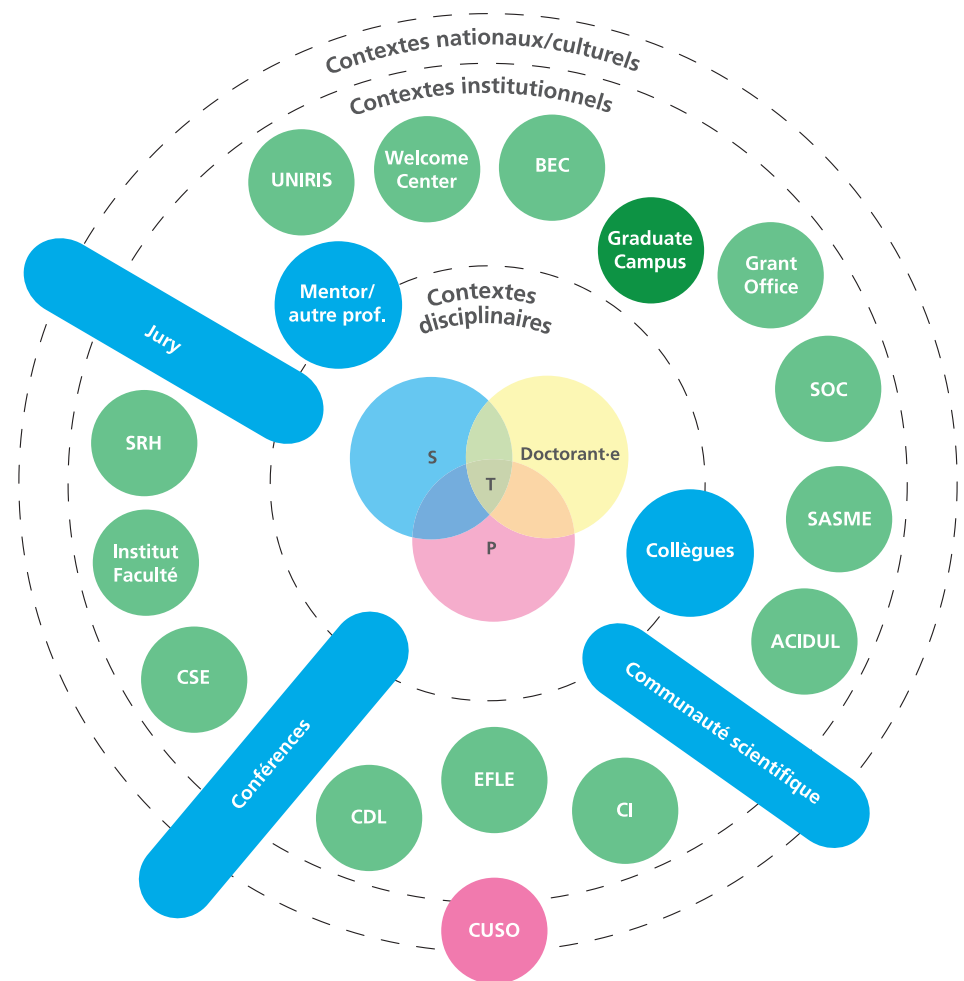 Contextes nationaux/culturels
Contextes institutionnels
UNIRIS
Welcome
Center
BEC
Graduate
Campus
Grant
Office
Mentor/
autre prof.
Contextes
disciplinaires
Jury
SOC
SRH
S
Doctorant·e
T
P
SASME
Collègues
Institut
Faculté
ACIDUL
CSE
Communauté scientifique
Conférences
EFLE
CDL
CI
CUSO